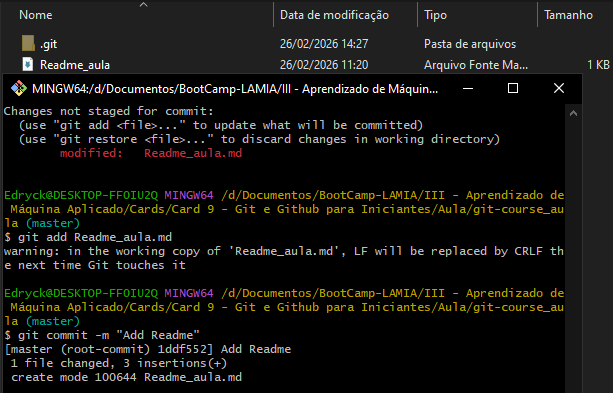 Nome
Data de modificação
Tipo
Tamanho
.git
26/02/2026 14:27
Pasta de arquivos
Readme_aula
26/02/2026 11:20
Arquivo Fonte Ma...
1 KB
MINGW64:/d/Documentos/BootCamp-LAMIA/III - Aprendizado de Máquin...
Changes not staged for commit:
  (use "git add <file>..." to update what will be committed)
  (use "git restore <file>..." to discard changes in working directory)
        modified:   Readme_aula.md
Edryck@DESKTOP-FFOIU2Q MINGW64 /d/Documentos/BootCamp-LAMIA/III - Aprendizado de
 Máquina Aplicado/Cards/Card 9 - Git e Github para Iniciantes/Aula/git-course_au
la (master)
$ git add Readme_aula.md
warning: in the working copy of 'Readme_aula.md', LF will be replaced by CRLF th
e next time Git touches it
Edryck@DESKTOP-FFOIU2Q MINGW64 /d/Documentos/BootCamp-LAMIA/III - Aprendizado de
 Máquina Aplicado/Cards/Card 9 - Git e Github para Iniciantes/Aula/git-course_au
la (master)
$ git commit -m "Add Readme"
[master (root-commit) 1ddf552] Add Readme
 1 file changed, 3 insertions(+)
 create mode 100644 Readme_aula.md